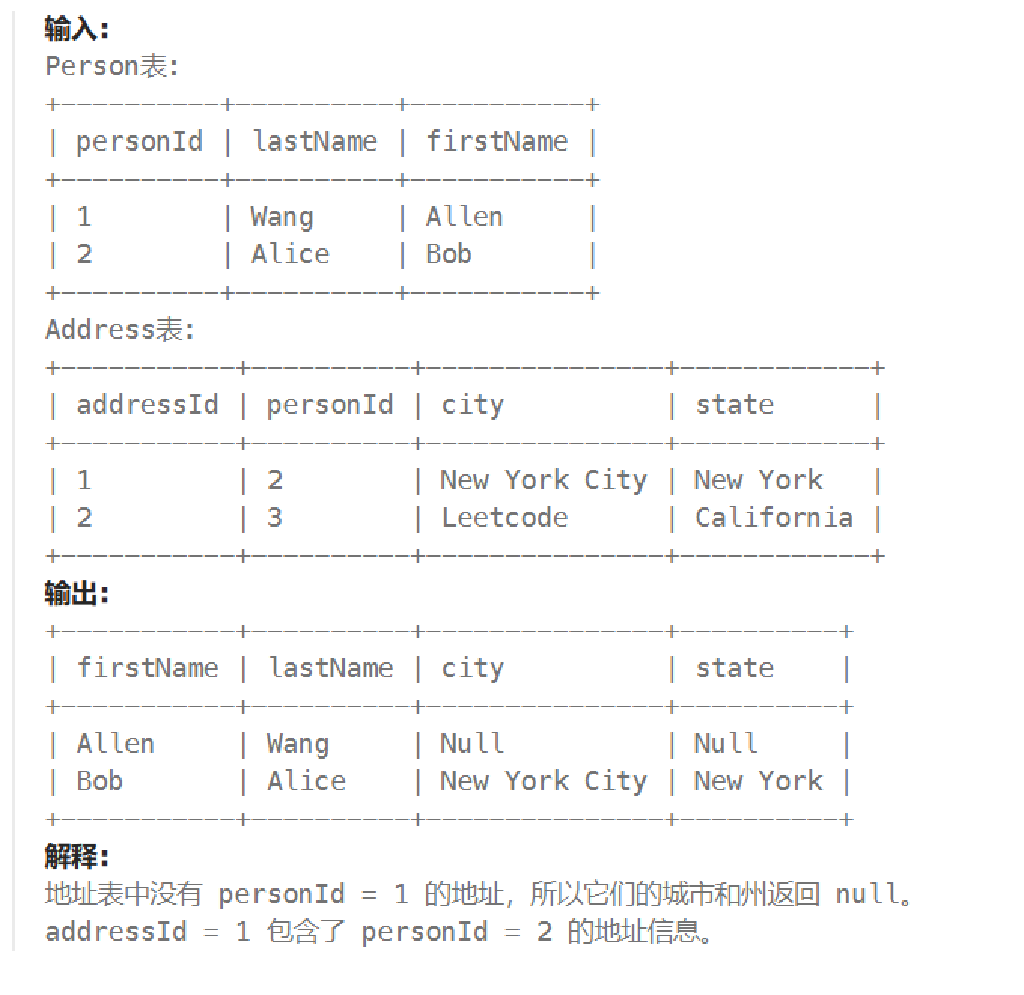 输入:
Person表:
+----------+----------+-----------+
| personId | lastName | firstName |
+----------+----------+-----------+
| 1        | Wang     | Allen     |
| 2        | Alice    | Bob       |
+----------+----------+-----------+
Address表:
+-----------+----------+---------------+------------+
| addressId | personId | city          | state      |
+-----------+----------+---------------+------------+
| 1         | 2        | New York City | New York   |
| 2         | 3        | Leetcode      | California |
+-----------+----------+---------------+------------+
输出:
+-----------+----------+---------------+----------+
| firstName | lastName | city          | state    |
+-----------+----------+---------------+----------+
| Allen     | Wang     | Null          | Null     |
| Bob       | Alice    | New York City | New York |
+-----------+----------+---------------+----------+
解释:
地址表中没有 personId = 1 的地址，所以它们的城市和州返回 null。
addressId = 1 包含了 personId = 2 的地址信息。